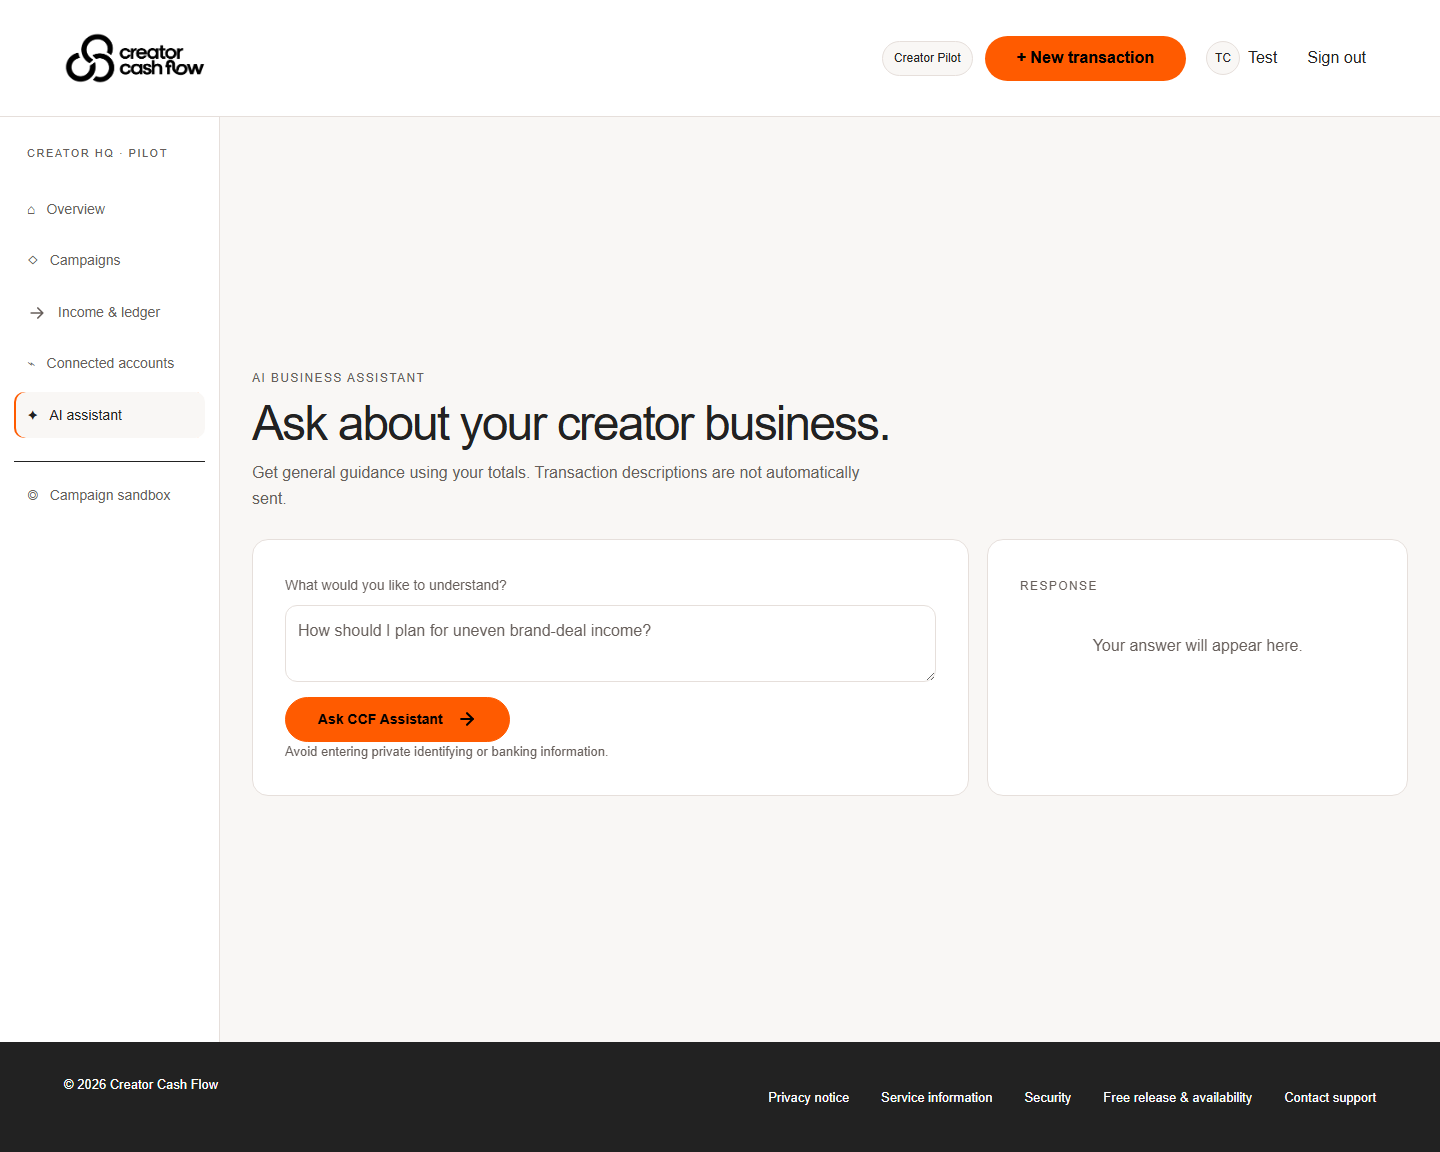 creator
cash flow
Creator Pilot
+ New transaction
TC
Test
Sign out
CREATOR HQ · PILOT
Overview
Campaigns
Income & ledger
Connected accounts
AI assistant
Campaign sandbox
AI BUSINESS ASSISTANT
Ask about your creator business.
Get general guidance using your totals. Transaction descriptions are not automatically
sent.
What would you like to understand?
How should I plan for uneven brand-deal income?
Ask CCF Assistant →
Avoid entering private identifying or banking information.
RESPONSE
Your answer will appear here.
© 2026 Creator Cash Flow
Privacy notice
Service information
Security
Free release & availability
Contact support